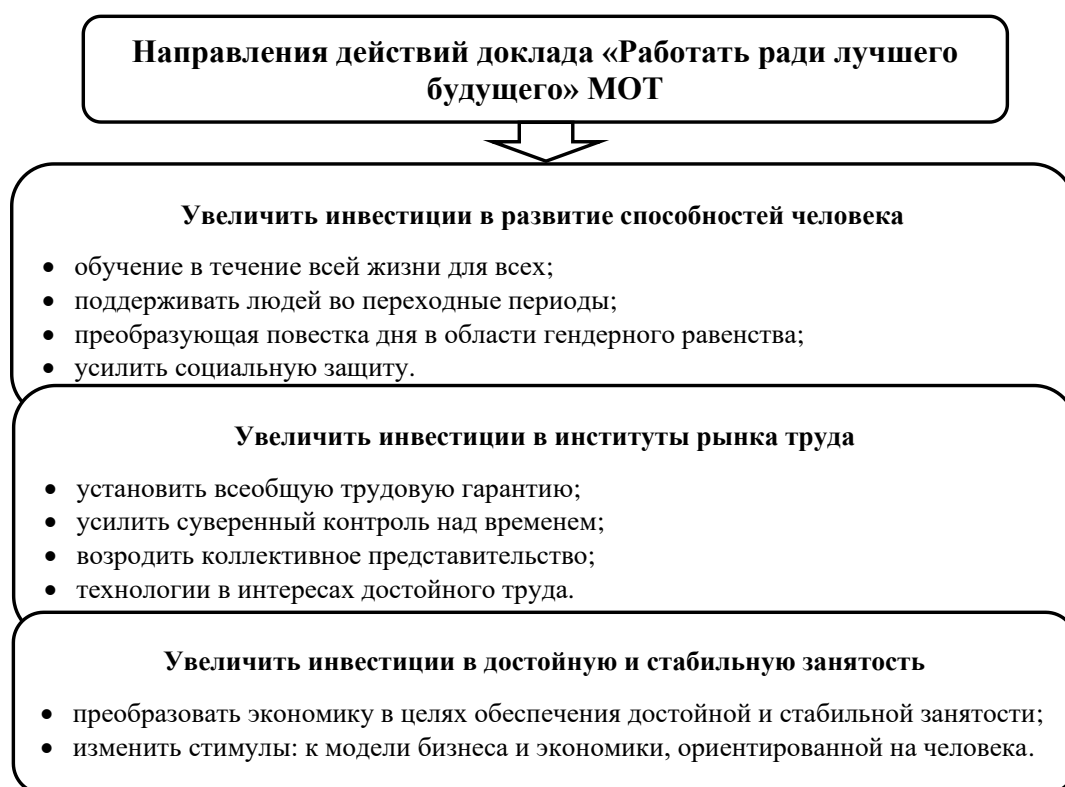 Направления действий доклада «Работать ради лучшего
будущего» МОТ
Увеличить инвестиции в развитие способностей человека
• обучение в течение всей жизни для всех;
• поддерживать людей во переходные периоды;
• преобразующая повестка дня в области гендерного равенства;
• усилить социальную защиту.
Увеличить инвестиции в институты рынка труда
• установить всеобщую трудовую гарантию;
• усилить суверенный контроль над временем;
• возродить коллективное представительство;
• технологии в интересах достойного труда.
Увеличить инвестиции в достойную и стабильную занятость
• преобразовать экономику в целях обеспечения достойной и стабильной занятости;
• изменить стимулы: к модели бизнеса и экономики, ориентированной на человека.